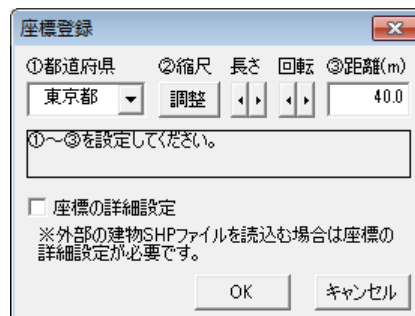 座標登録
①都道府県 ②縮尺 長さ 回転 ③距離(m)
東京都 調整 40.0
①~③を設定してください。
座標の詳細設定
※外部の建物SHPファイルを読込む場合は座標の
詳細設定が必要です。
OK キャンセル